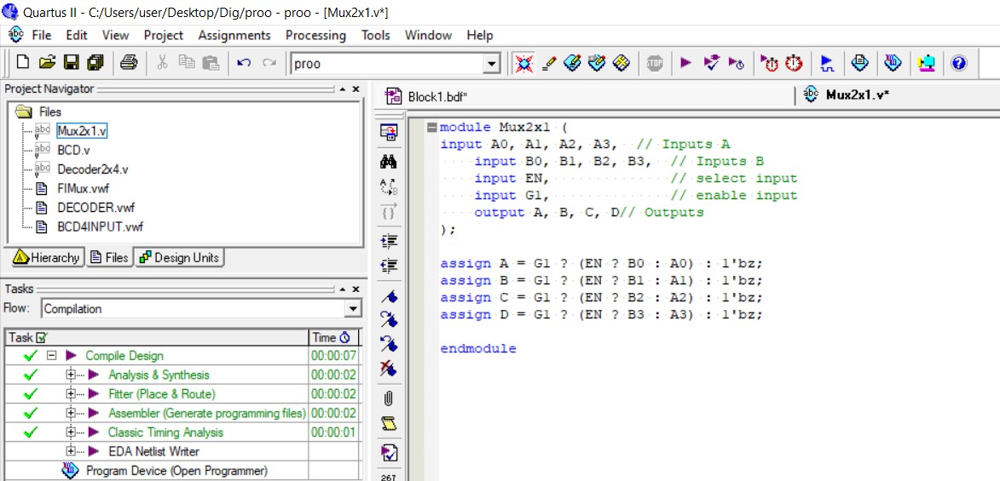 Quartus II - C:/Users/user/Desktop/Dig/proo - proo - [Mux2x1.v*]
File Edit View Project Assignments Processing Tools Window Help
proo
Project Navigator
Files
Mux2x1.v
BCD.v
Decoder2x4.v
FIMux.vwf
DECODER.vwf
BCD4INPUT.vwf
Hierarchy Files Design Units
Tasks
Flow: Compilation
Task Time
Compile Design 00:00:07
Analysis & Synthesis 00:00:02
Fitter (Place & Route) 00:00:02
Assembler (Generate programming files) 00:00:02
Classic Timing Analysis 00:00:01
EDA Netlist Writer
Program Device (Open Programmer)
Block1.bdf* Mux2x1.v*
module Mux2x1 (
input A0, A1, A2, A3, // Inputs A
input B0, B1, B2, B3, // Inputs B
input EN, // select input
input G1, // enable input
output A, B, C, D// Outputs
);
assign A = G1 ? (EN ? B0 : A0) : 1'bz;
assign B = G1 ? (EN ? B1 : A1) : 1'bz;
assign C = G1 ? (EN ? B2 : A2) : 1'bz;
assign D = G1 ? (EN ? B3 : A3) : 1'bz;
endmodule
267